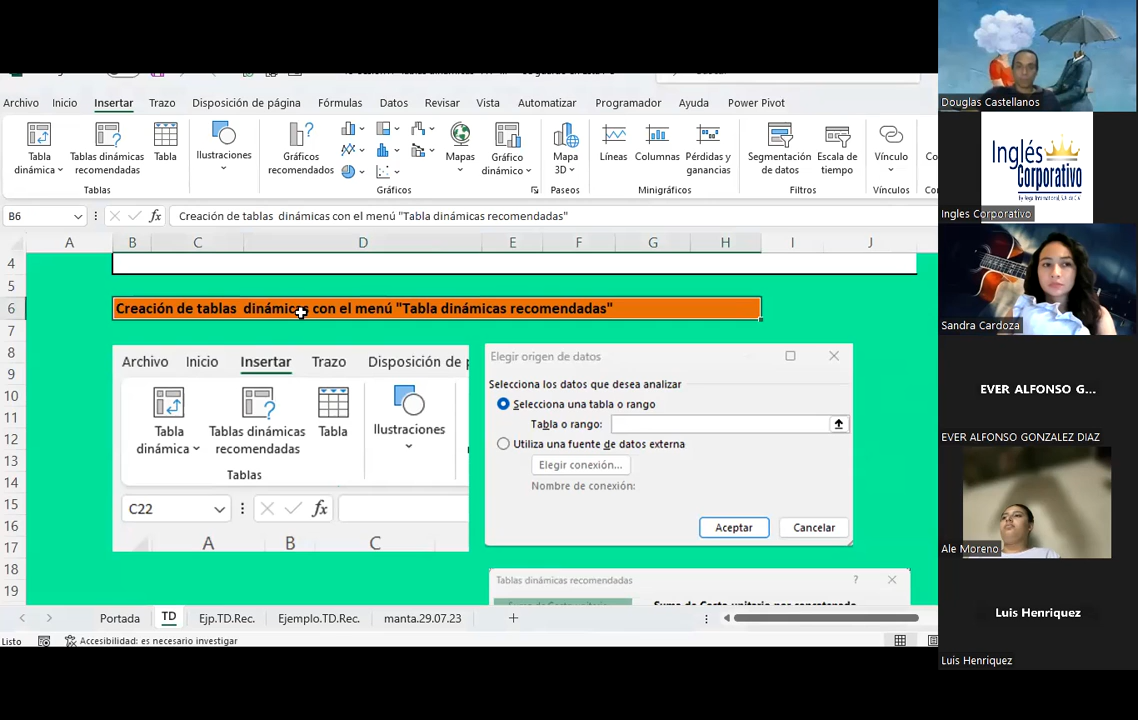 Archivo Inicio Insertar Trazo Disposición de página Fórmulas Datos Revisar Vista Automatizar Programador Ayuda Power Pivot
Tabla dinámica
Tablas dinámicas recomendadas
Tabla
Ilustraciones
Gráficos recomendados
Mapas
Gráfico dinámico
Mapa 3D
Líneas
Columnas
Pérdidas y ganancias
Segmentación de datos
Escala de tiempo
Vínculo
Tablas
Gráficos
Paseos
Minigráficos
Filtros
Vínculos
B6
fx
Creación de tablas dinámicas con el menú "Tabla dinámicas recomendadas"
A B C D E F G H I J
4
5
6
7
8
9
10
11
12
13
14
15
16
17
18
19
Creación de tablas dinámicas con el menú "Tabla dinámicas recomendadas"
Archivo Inicio Insertar Trazo Disposición de p
Tabla dinámica
Tablas dinámicas recomendadas
Tabla
Ilustraciones
Tablas
C22
fx
A B C
Elegir origen de datos
Selecciona los datos que desea analizar
Selecciona una tabla o rango
Tabla o rango:
Utiliza una fuente de datos externa
Elegir conexión...
Nombre de conexión:
Aceptar Cancelar
Tablas dinámicas recomendadas ?
Portada TD Ejp.TD.Rec. Ejemplo.TD.Rec. manta.29.07.23
Listo Accesibilidad: es necesario investigar
Douglas Castellanos
Inglés
Corporativo
Ingles Corporativo
Sandra Cardoza
EVER ALFONSO G...
EVER ALFONSO GONZALEZ DIAZ
Ale Moreno
Luis Henriquez
Luis Henriquez